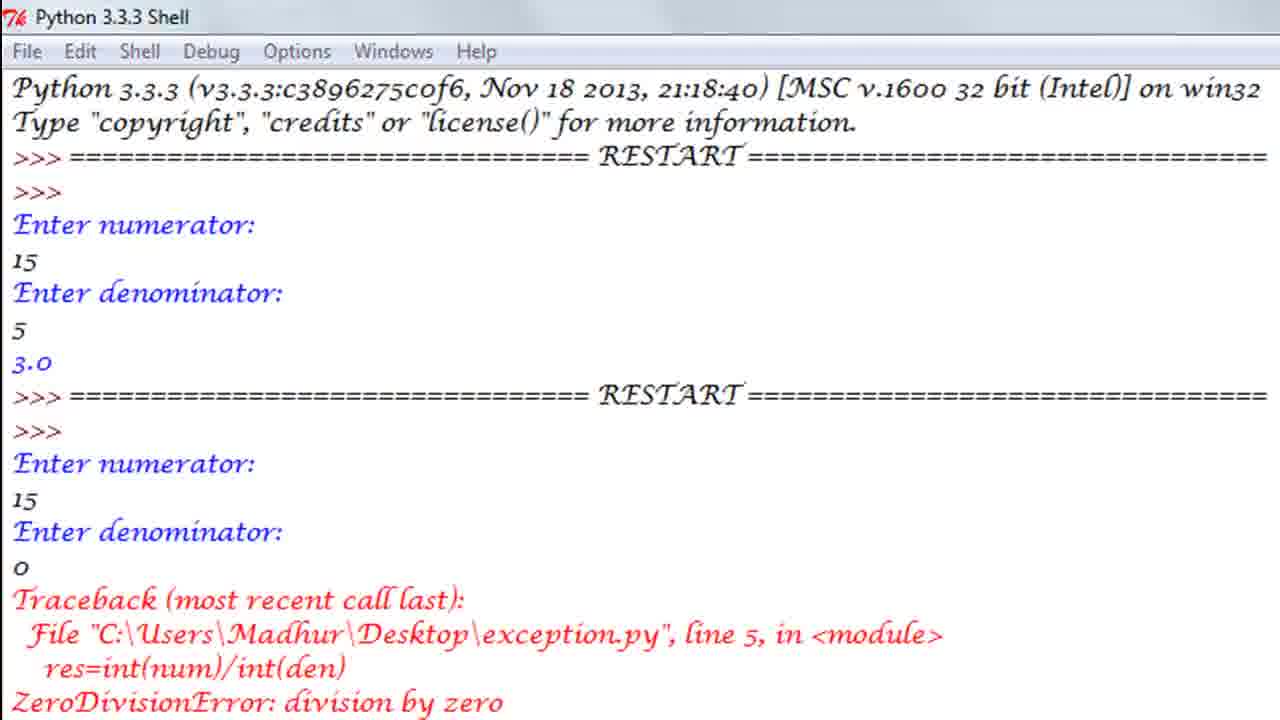 Python 3.3.3 Shell
File Edit Shell Debug Options Windows Help
Python 3.3.3 (v3.3.3:c3896275c0f6, Nov 18 2013, 21:18:40) [MSC v.1600 32 bit (Intel)] on win32
Type "copyright", "credits" or "license()" for more information.
>>> ================================ RESTART ================================
>>>
Enter numerator:
15
Enter denominator:
5
3.0
>>> ================================ RESTART ================================
>>>
Enter numerator:
15
Enter denominator:
0
Traceback (most recent call last):
  File "C:\Users\Madhur\Desktop\exception.py", line 5, in <module>
    res=int(num)/int(den)
ZeroDivisionError: division by zero